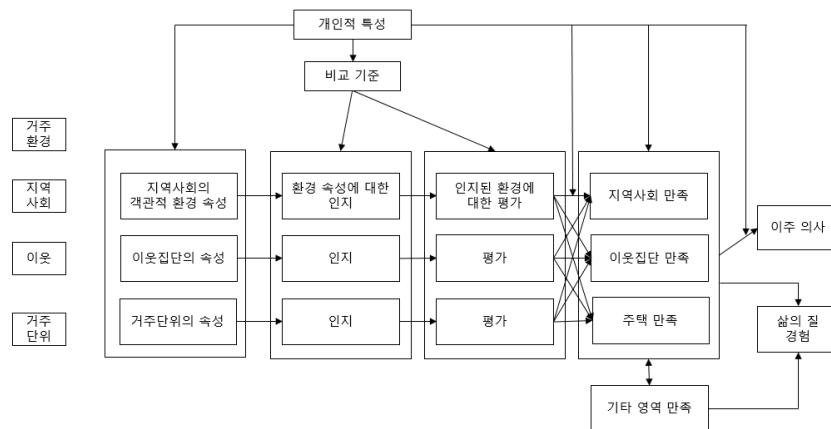 개인적 특성
비교 기준
거주
환경
지역
사회
지역사회의
객관적 환경 속성
환경 속성에 대한
인지
인지된 환경에
대한 평가
지역사회 만족
이주 의사
이웃
이웃집단의 속성
인지
평가
이웃집단 만족
거주
단위
거주단위의 속성
인지
평가
주택 만족
삶의 질
경험
기타 영역 만족